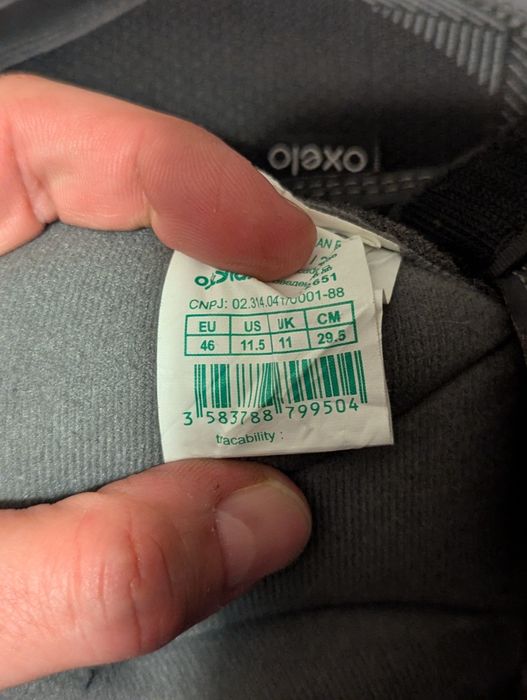 oxelo
CNPJ: 02.314.041/0001-88
EU US UK CM
46 11.5 11 29.5
3 583788 799504
tracability :